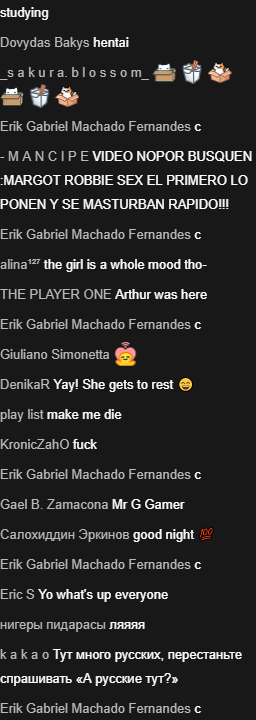 studying
Dovydas Bakys hentai
_s a k u r a. b l o s s o m_
Erik Gabriel Machado Fernandes c
- M A N C I P E VIDEO NOPOR BUSQUEN
:MARGOT ROBBIE SEX EL PRIMERO LO
PONEN Y SE MASTURBAN RAPIDO!!!
Erik Gabriel Machado Fernandes c
alina¹²⁷ the girl is a whole mood tho-
THE PLAYER ONE Arthur was here
Erik Gabriel Machado Fernandes c
Giuliano Simonetta
DenikaR Yay! She gets to rest 😄
play list make me die
KronicZahO fuck
Erik Gabriel Machado Fernandes c
Gael B. Zamacona Mr G Gamer
Салохиддин Эркинов good night 💯
Erik Gabriel Machado Fernandes c
Eric S Yo what's up everyone
нигеры пидарасы ляяяя
k a k a o Тут много русских, перестаньте
спрашивать «А русские тут?»
Erik Gabriel Machado Fernandes c